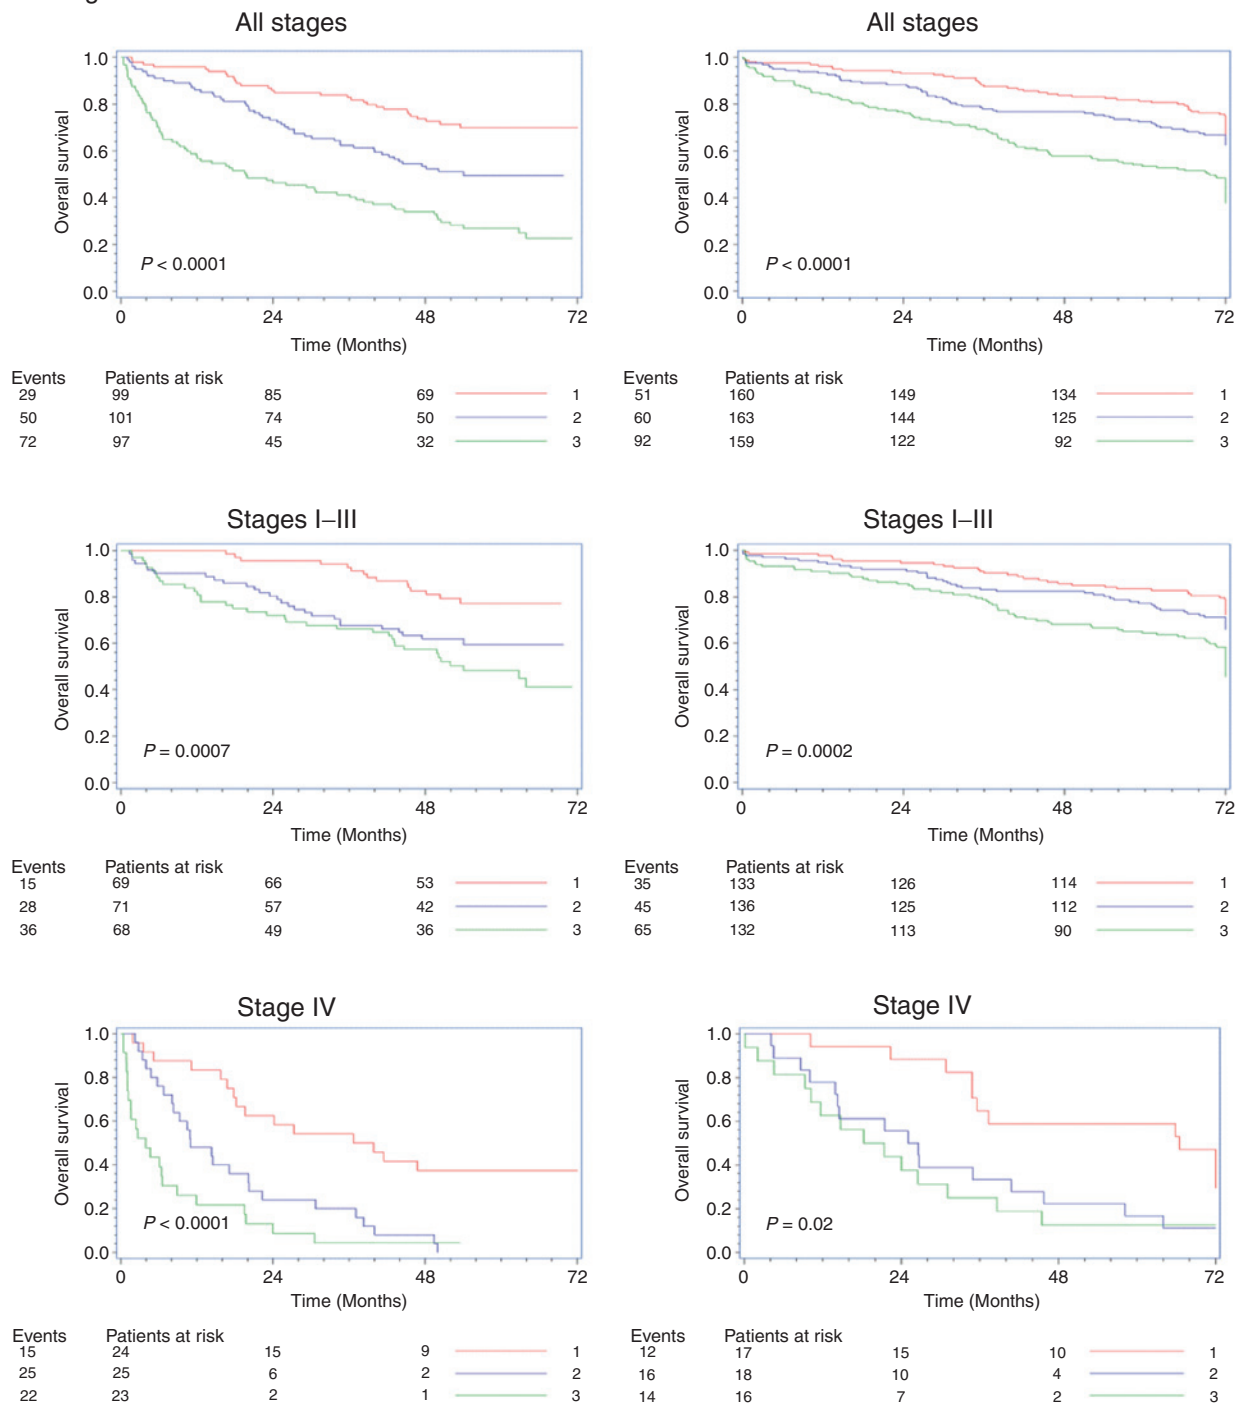 All stages
1.0
0.8
0.6
0.4
0.2
0.0
Overall survival
P < 0.0001
0 24 48 72
Time (Months)
Events Patients at risk
29 99 85 69 1
50 101 74 50 2
72 97 45 32 3
All stages
1.0
0.8
0.6
0.4
0.2
0.0
Overall survival
P < 0.0001
0 24 48 72
Time (Months)
Events Patients at risk
51 160 149 134 1
60 163 144 125 2
92 159 122 92 3
Stages I–III
1.0
0.8
0.6
0.4
0.2
0.0
Overall survival
P = 0.0007
0 24 48 72
Time (Months)
Events Patients at risk
15 69 66 53 1
28 71 57 42 2
36 68 49 36 3
Stages I–III
1.0
0.8
0.6
0.4
0.2
0.0
Overall survival
P = 0.0002
0 24 48 72
Time (Months)
Events Patients at risk
35 133 126 114 1
45 136 125 112 2
65 132 113 90 3
Stage IV
1.0
0.8
0.6
0.4
0.2
0.0
Overall survival
P < 0.0001
0 24 48 72
Time (Months)
Events Patients at risk
15 24 15 9 1
25 25 6 2 2
22 23 2 1 3
Stage IV
1.0
0.8
0.6
0.4
0.2
0.0
Overall survival
P = 0.02
0 24 48 72
Time (Months)
Events Patients at risk
12 17 15 10 1
16 18 10 4 2
14 16 7 2 3